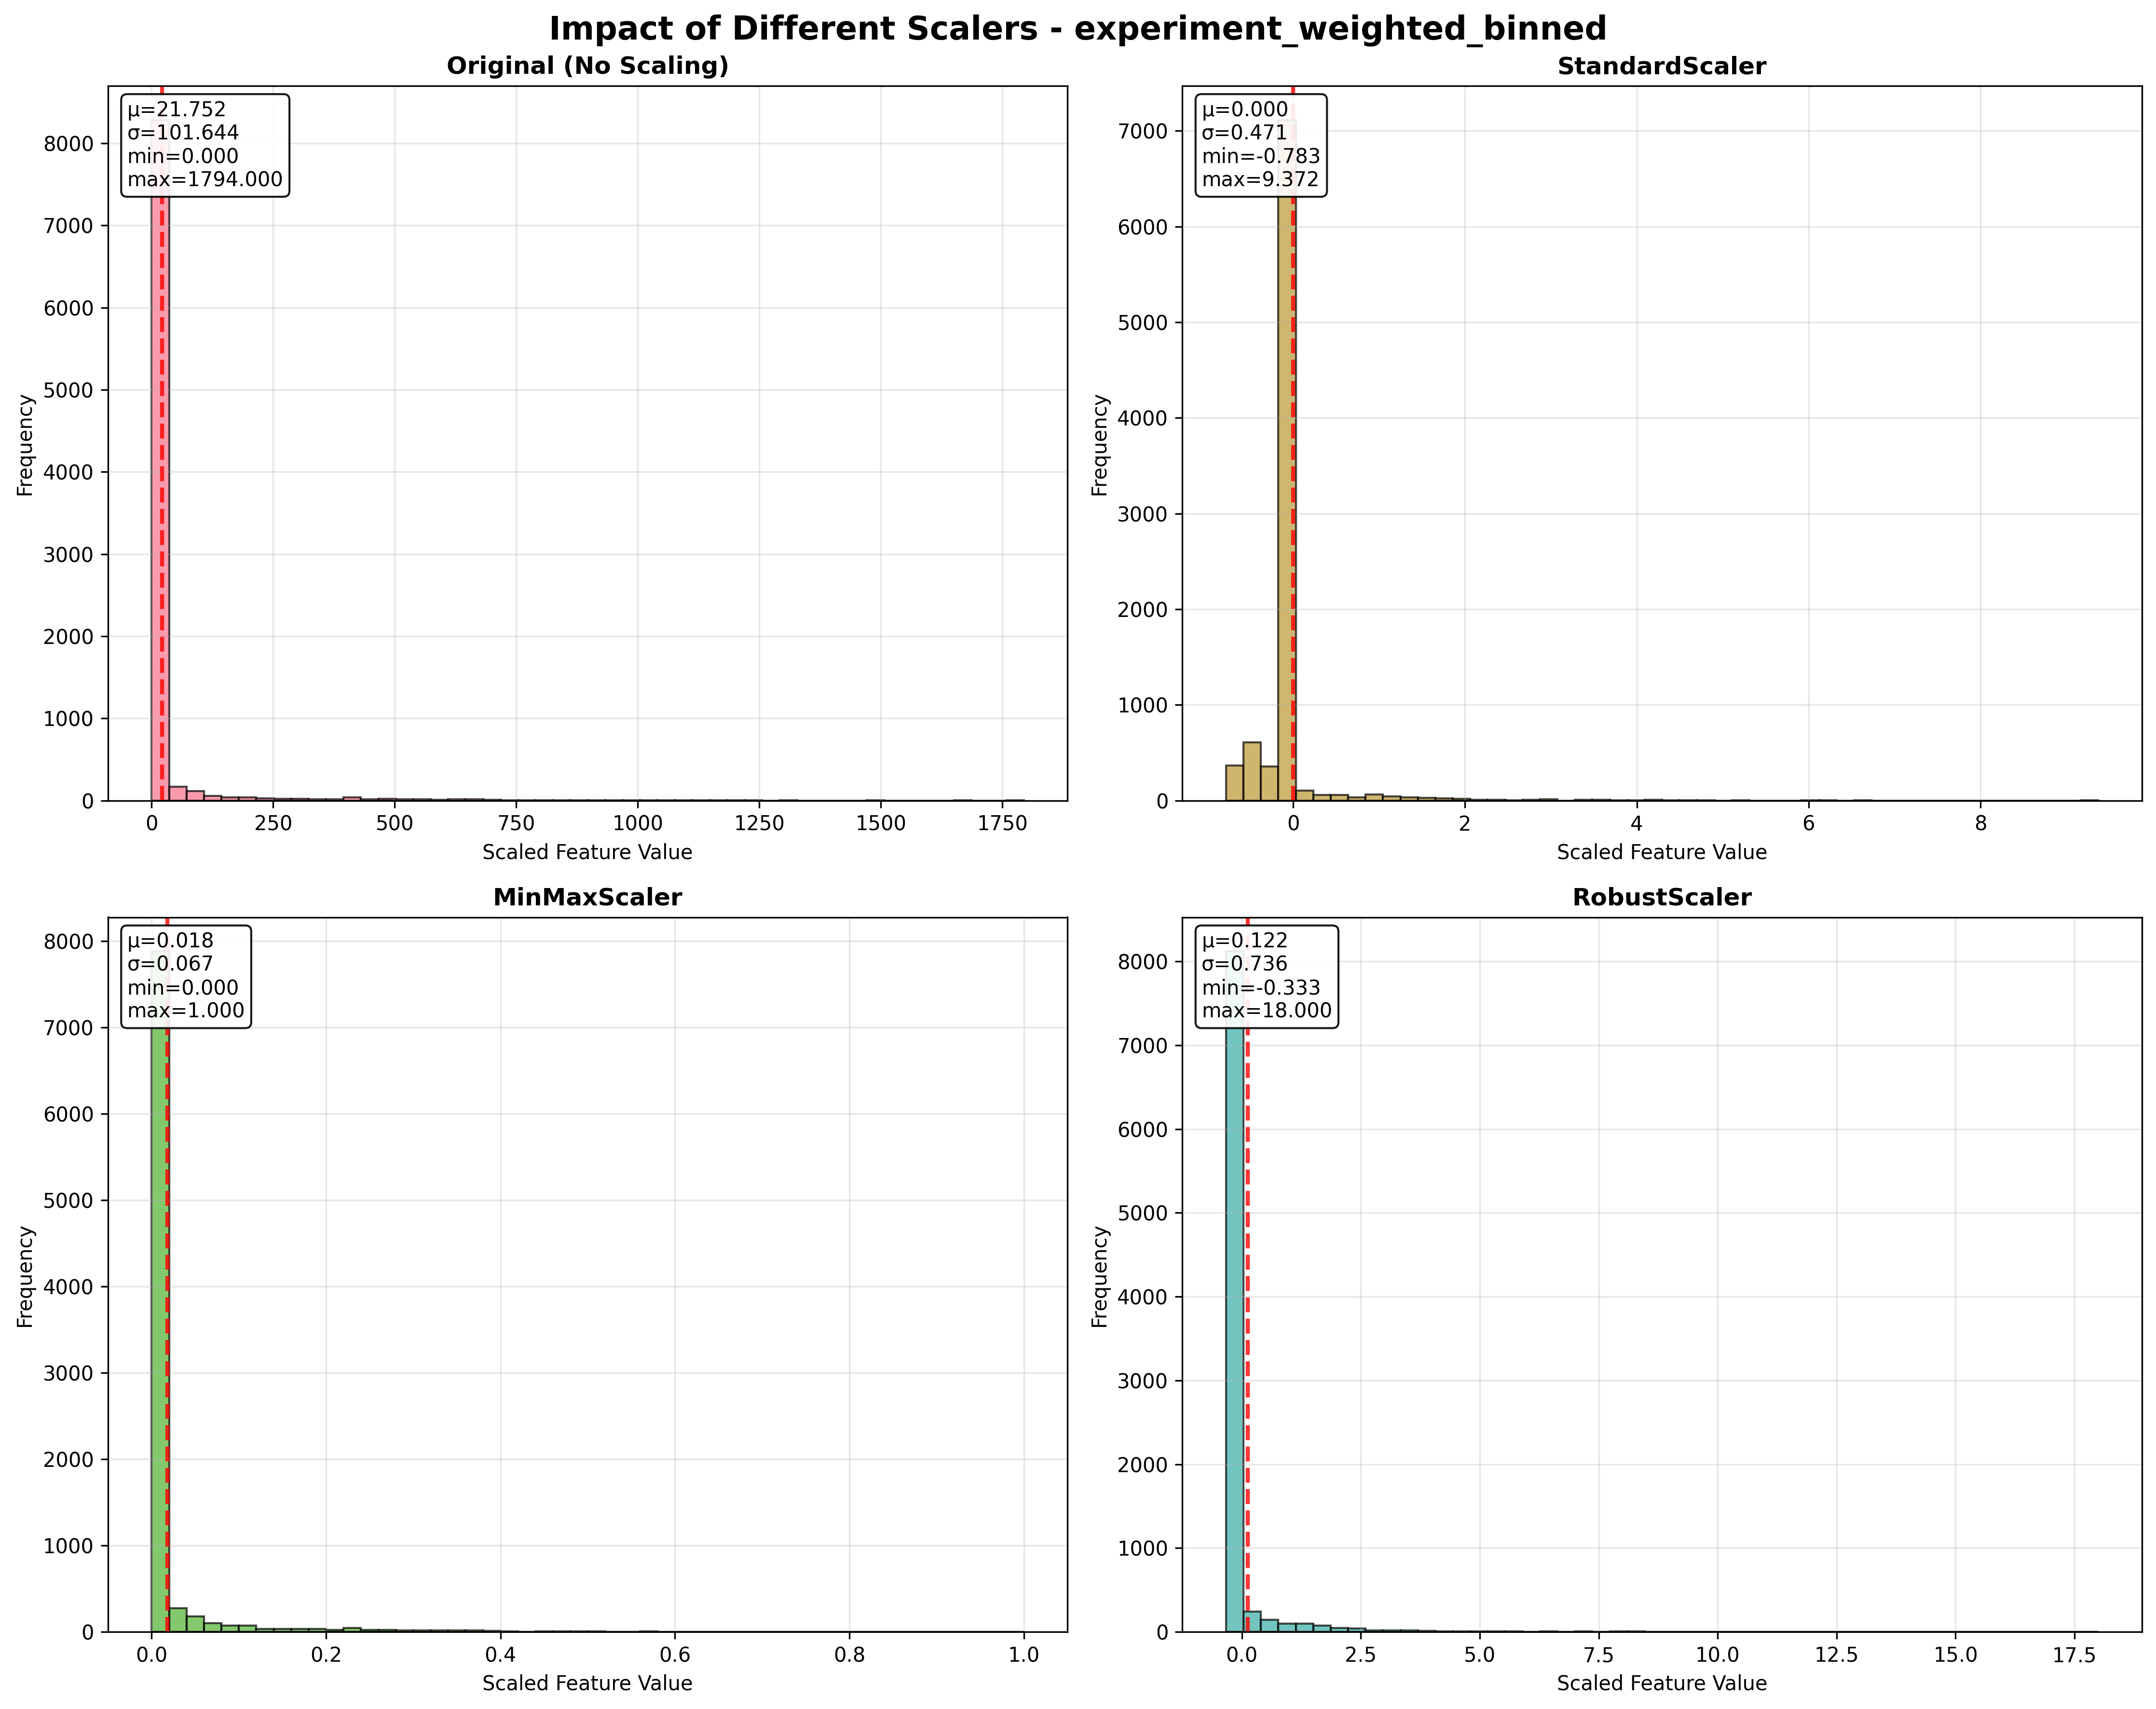 Impact of Different Scalers - experiment_weighted_binned
Original (No Scaling)
μ=21.752
σ=101.644
min=0.000
max=1794.000
8000
7000
6000
5000
4000
3000
2000
1000
0
Frequency
0 250 500 750 1000 1250 1500 1750
Scaled Feature Value
StandardScaler
μ=0.000
σ=0.471
min=-0.783
max=9.372
7000
6000
5000
4000
3000
2000
1000
0
Frequency
0 2 4 6 8
Scaled Feature Value
MinMaxScaler
μ=0.018
σ=0.067
min=0.000
max=1.000
8000
7000
6000
5000
4000
3000
2000
1000
0
Frequency
0.0 0.2 0.4 0.6 0.8 1.0
Scaled Feature Value
RobustScaler
μ=0.122
σ=0.736
min=-0.333
max=18.000
8000
7000
6000
5000
4000
3000
2000
1000
0
Frequency
0.0 2.5 5.0 7.5 10.0 12.5 15.0 17.5
Scaled Feature Value